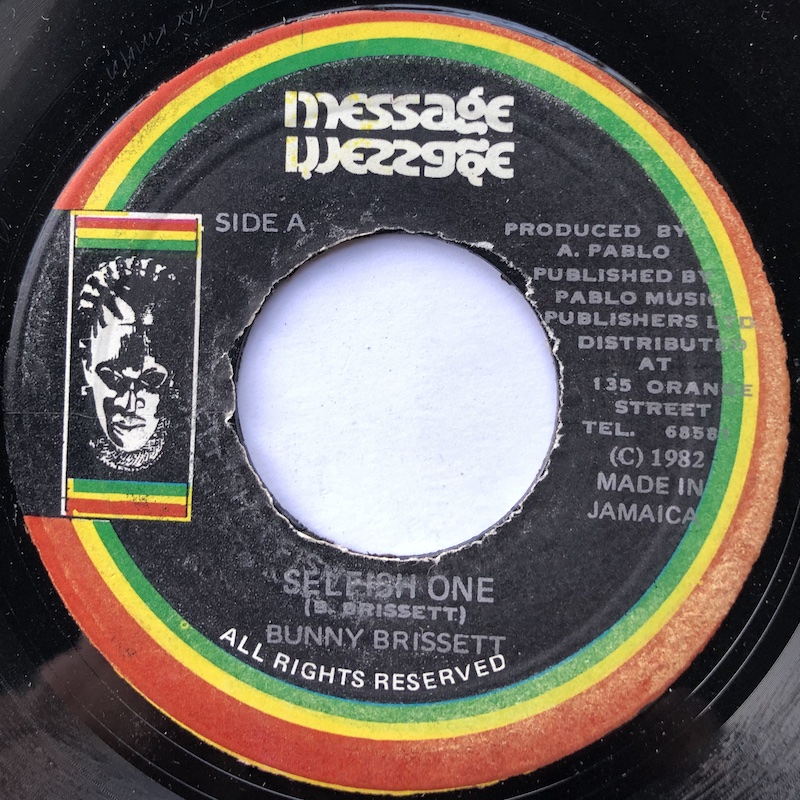 message
message
SIDE A
PRODUCED BY
A. PABLO
PUBLISHED BY
PABLO MUSIC
PUBLISHERS LTD
DISTRIBUTED
AT
135 ORANGE
STREET
TEL.
(C) 1982
MADE IN
JAMAICA
SELFISH ONE
(B. BRISSETT)
BUNNY BRISSETT
ALL RIGHTS RESERVED